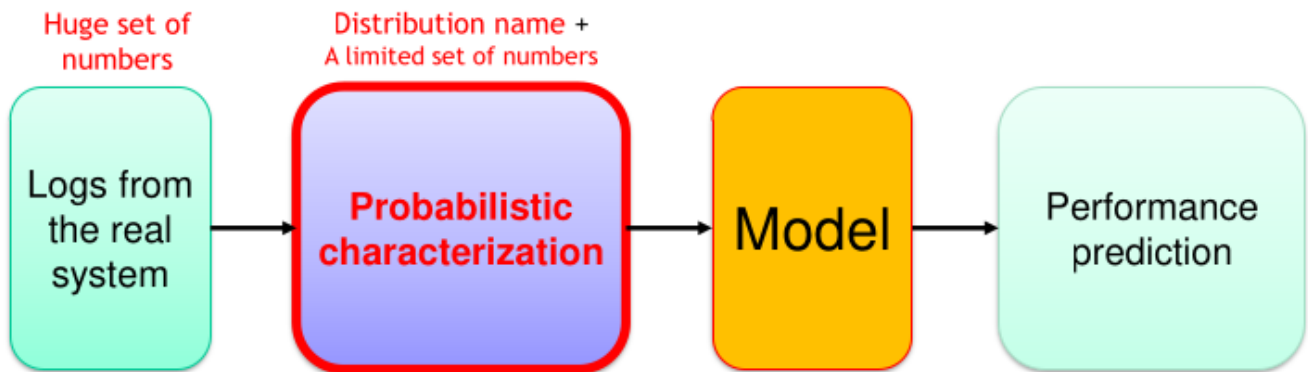 Huge set of
numbers
Distribution name +
A limited set of numbers
Logs from
the real
system
Probabilistic
characterization
Model
Performance
prediction